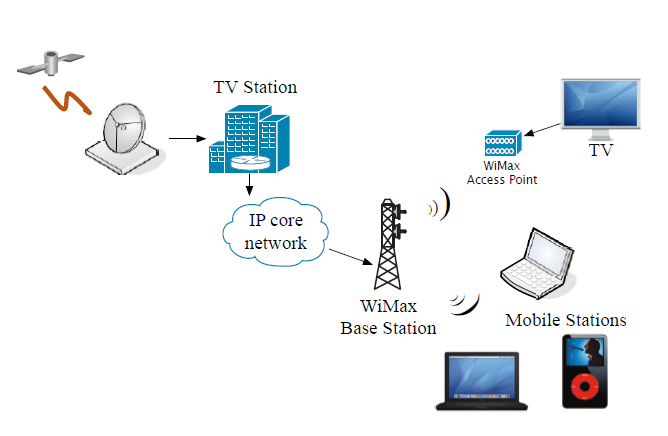 TV Station
TV
WiMax
Access Point
IP core
network
WiMax
Base Station
Mobile Stations